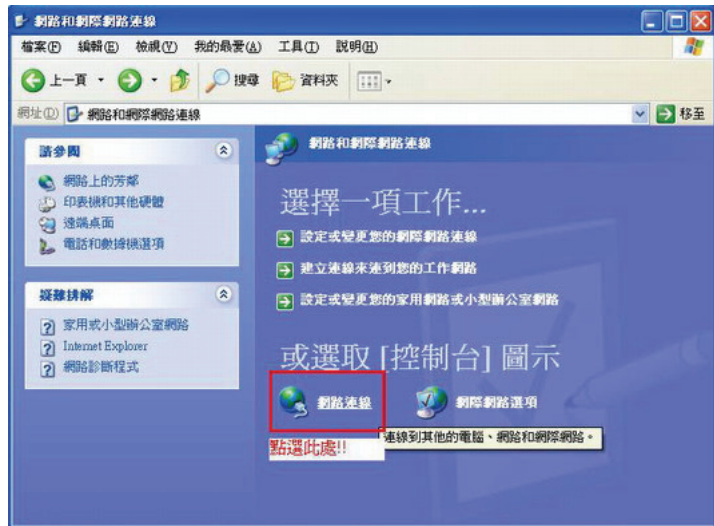 網路和網際網路連線
檔案(F) 編輯(E) 檢視(V) 我的最愛(A) 工具(T) 說明(H)
上一頁 搜尋 資料夾
網址(D) 網路和網際網路連線 移至
請參閱
網路上的芳鄰
印表機和其他硬體
遠端桌面
電話和數據機選項
疑難排解
家用或小型辦公室網路
Internet Explorer
網路診斷程式
網路和網際網路連線
選擇一項工作...
設定或變更您的網際網路連線
建立連線來連到您的工作網路
設定或變更您的家用網路或小型辦公室網路
或選取 [控制台] 圖示
網路連線 網際網路選項
連線到其他的電腦、網路和網際網路。
點選此處!!